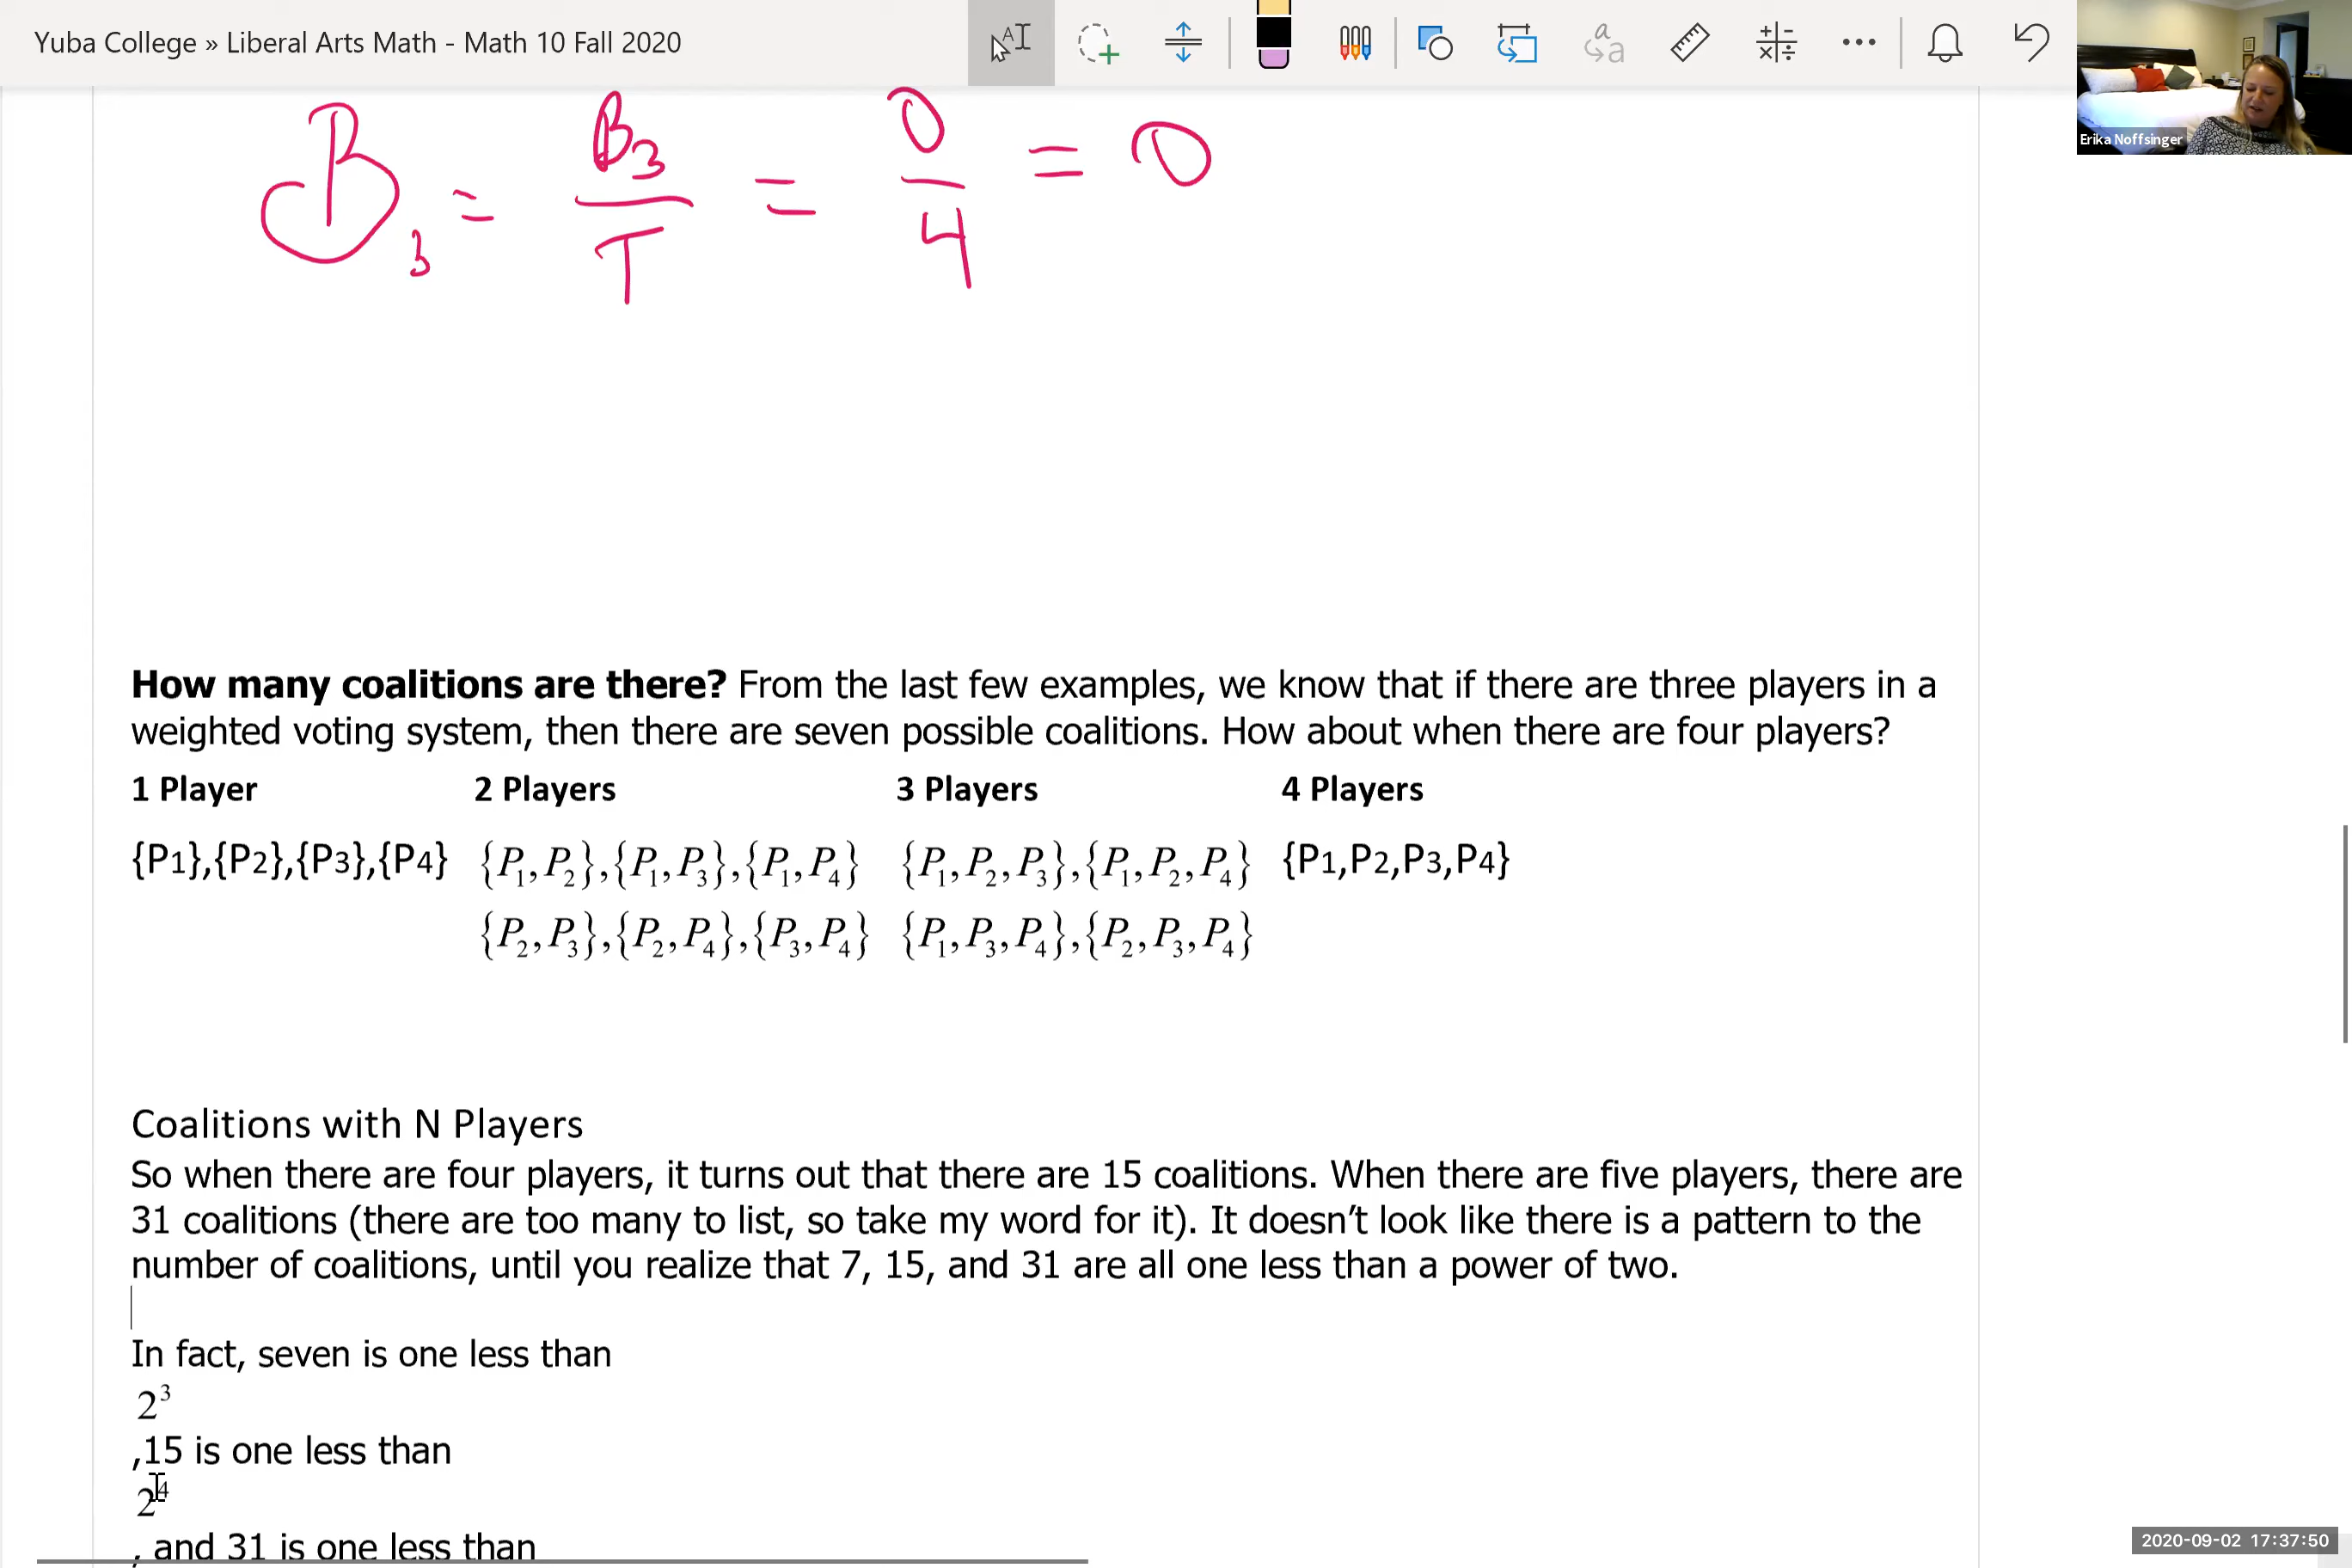 Yuba College » Liberal Arts Math - Math 10 Fall 2020
Erika Noffsinger
β₃ = B₃/T = 0/4 = 0
How many coalitions are there? From the last few examples, we know that if there are three players in a
weighted voting system, then there are seven possible coalitions. How about when there are four players?
1 Player 2 Players 3 Players 4 Players
{P1},{P2},{P3},{P4} {P₁,P₂},{P₁,P₃},{P₁,P₄} {P₁,P₂,P₃},{P₁,P₂,P₄} {P1,P2,P3,P4}
{P₂,P₃},{P₂,P₄},{P₃,P₄} {P₁,P₃,P₄},{P₂,P₃,P₄}
Coalitions with N Players
So when there are four players, it turns out that there are 15 coalitions. When there are five players, there are
31 coalitions (there are too many to list, so take my word for it). It doesn’t look like there is a pattern to the
number of coalitions, until you realize that 7, 15, and 31 are all one less than a power of two.
In fact, seven is one less than
2³
,15 is one less than
2⁴
, and 31 is one less than
2020-09-02 17:37:50